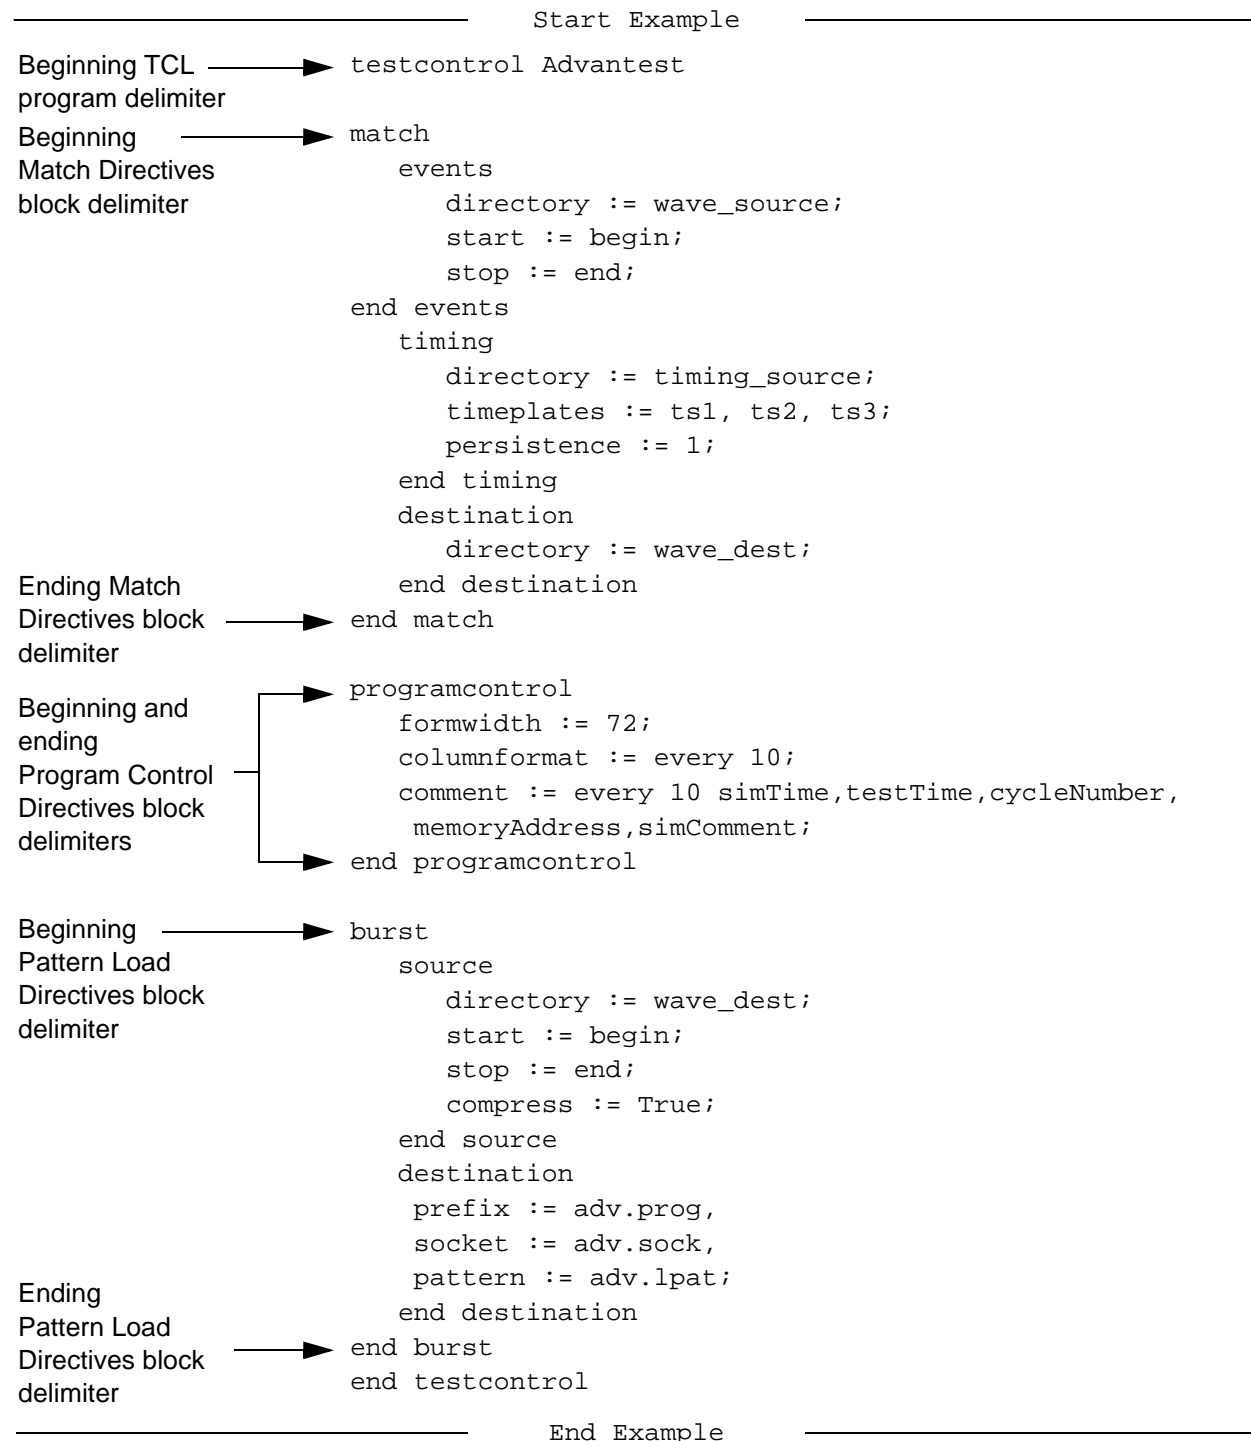 Start Example
Beginning TCL
program delimiter
testcontrol Advantest
Beginning
Match Directives
block delimiter
match
events
directory := wave_source;
start := begin;
stop := end;
end events
timing
directory := timing_source;
timeplates := ts1, ts2, ts3;
persistence := 1;
end timing
destination
directory := wave_dest;
end destination
Ending Match
Directives block
delimiter
end match
Beginning and
ending
Program Control
Directives block
delimiters
programcontrol
formwidth := 72;
columnformat := every 10;
comment := every 10 simTime,testTime,cycleNumber,
memoryAddress,simComment;
end programcontrol
Beginning
Pattern Load
Directives block
delimiter
burst
source
directory := wave_dest;
start := begin;
stop := end;
compress := True;
end source
destination
prefix := adv.prog,
socket := adv.sock,
pattern := adv.lpat;
end destination
Ending
Pattern Load
Directives block
delimiter
end burst
end testcontrol
End Example